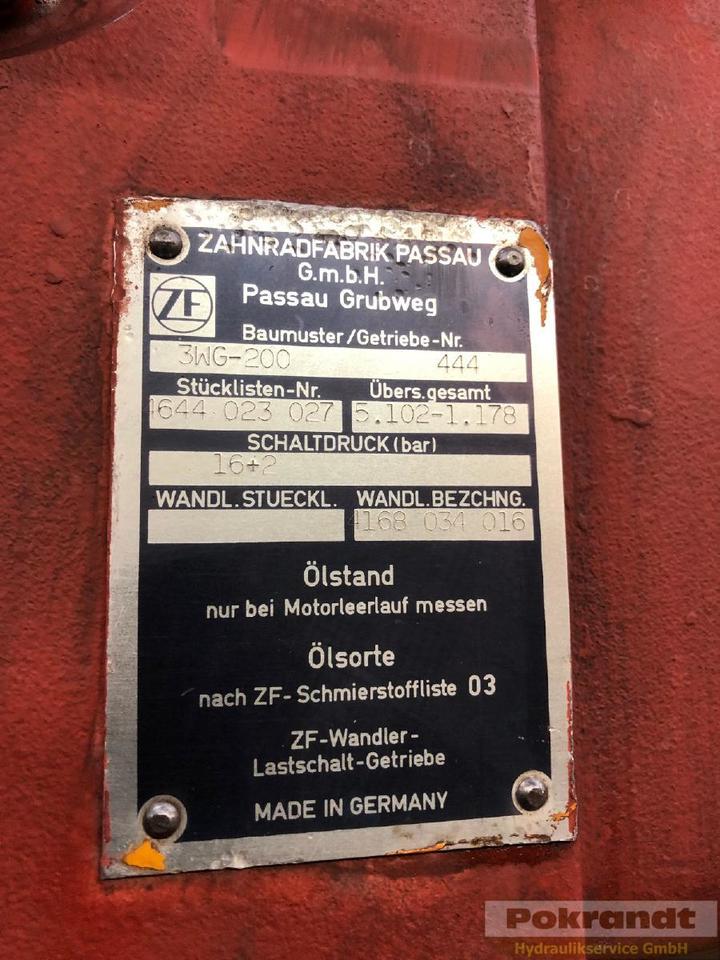 ZAHNRADFABRIK PASSAU
G.m.b.H.
ZF
Passau Grubweg
Baumuster/Getriebe-Nr.
3WG-200 444
Stücklisten-Nr. Übers.gesamt
4644 023 027 5.102-1.178
SCHALTDRUCK (bar)
16+2
WANDL.STUECKL. WANDL.BEZCHNG.
4168 034 016
Ölstand
nur bei Motorleerlauf messen
Ölsorte
nach ZF-Schmierstoffliste 03
ZF-Wandler-
Lastschalt-Getriebe
MADE IN GERMANY
Pokrandt
Hydraulikservice GmbH